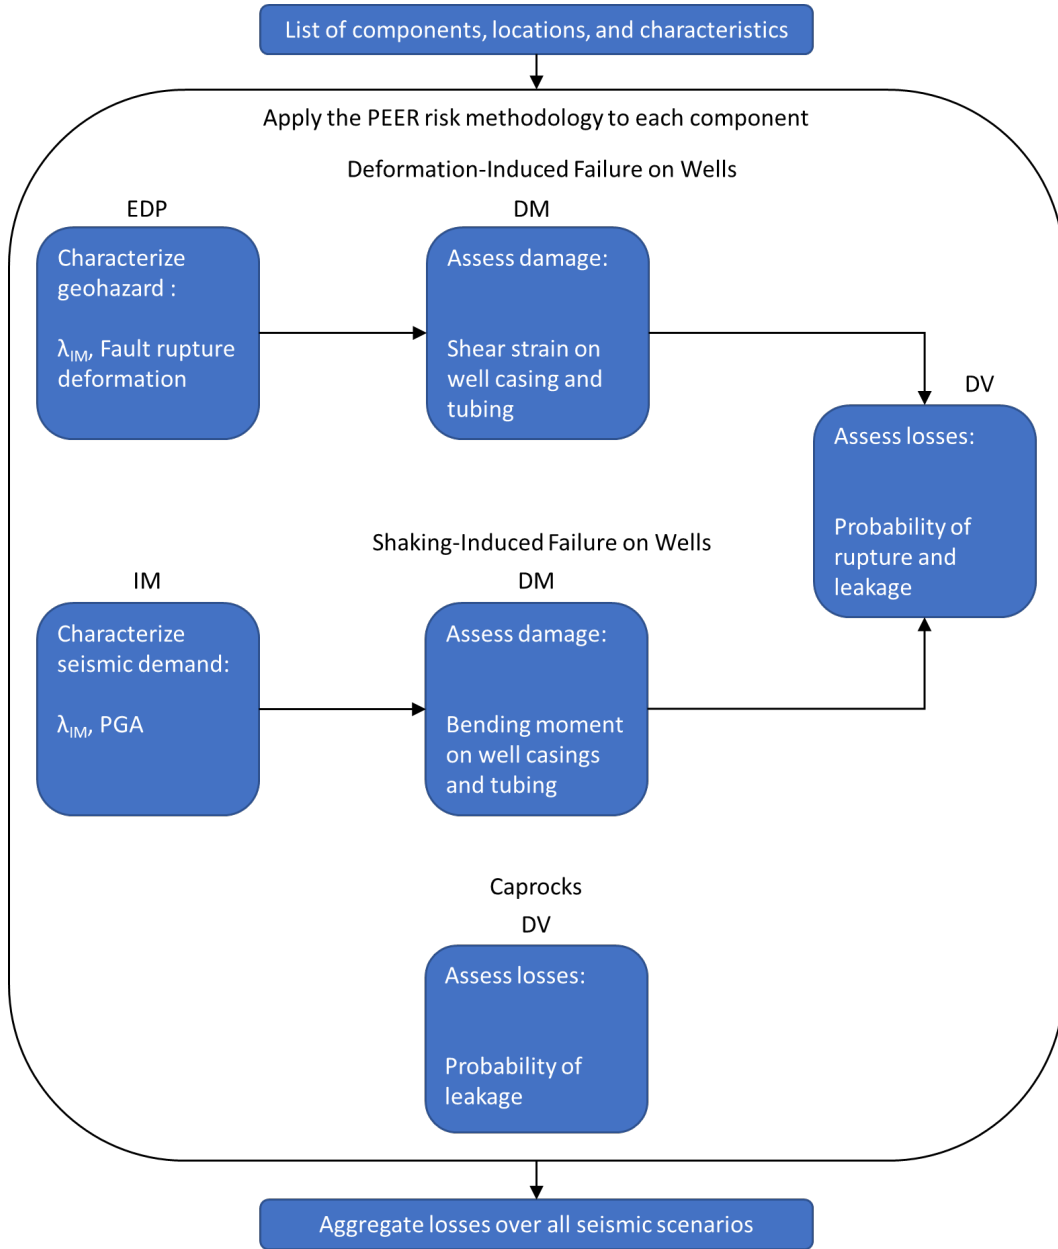 List of components, locations, and characteristics
Apply the PEER risk methodology to each component
Deformation-Induced Failure on Wells
EDP
Characterize
geohazard :
λIM, Fault rupture
deformation
DM
Assess damage:
Shear strain on
well casing and
tubing
DV
Assess losses:
Probability of
rupture and
leakage
Shaking-Induced Failure on Wells
IM
Characterize
seismic demand:
λIM, PGA
DM
Assess damage:
Bending moment
on well casings
and tubing
Caprocks
DV
Assess losses:
Probability of
leakage
Aggregate losses over all seismic scenarios